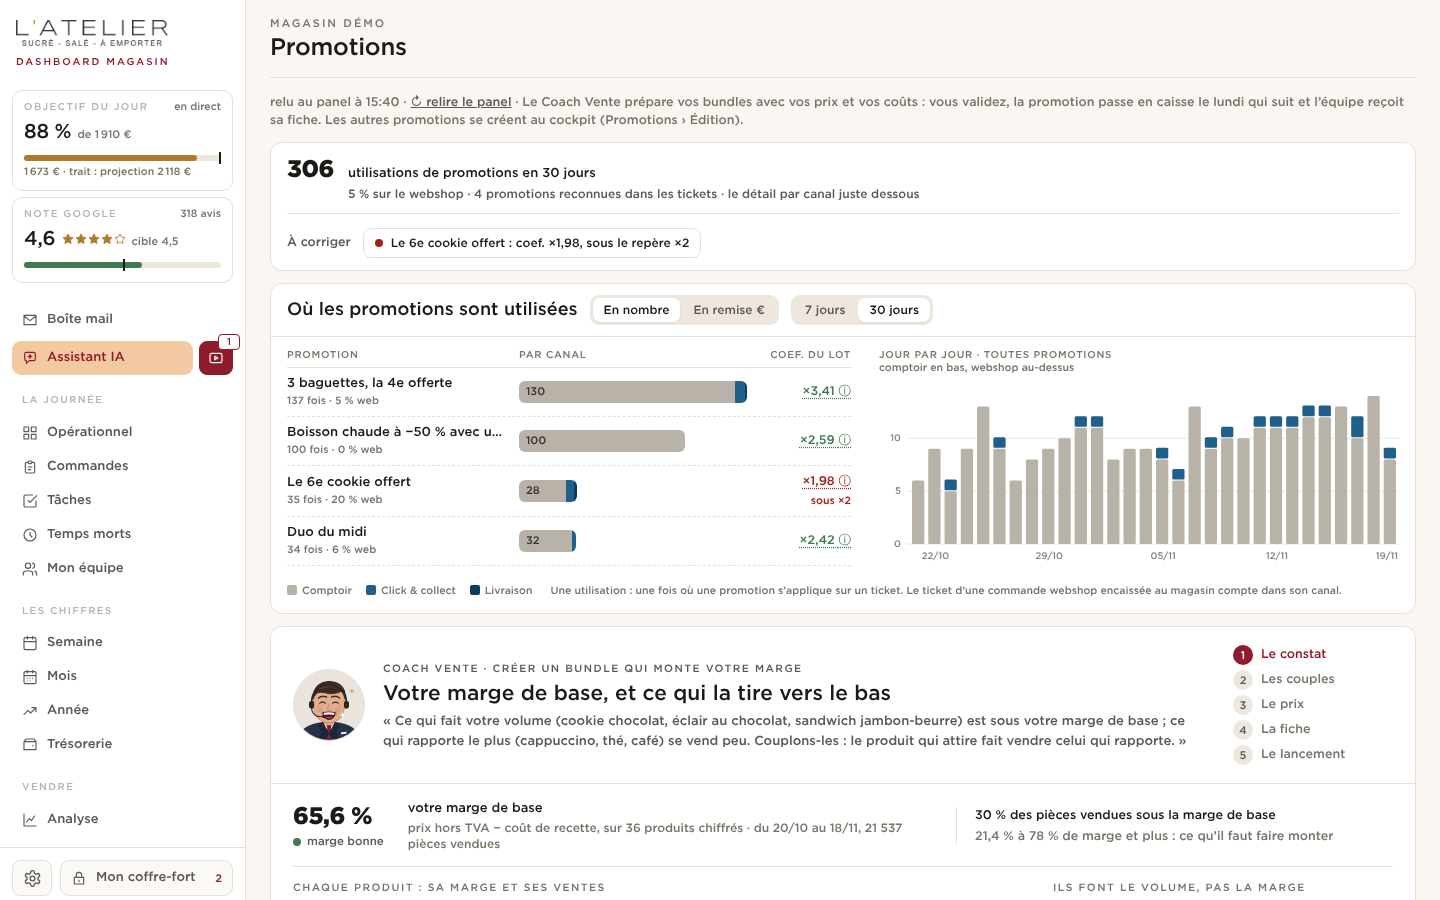 L'ATELIER
SUCRÉ - SALÉ - À EMPORTER
DASHBOARD MAGASIN
OBJECTIF DU JOUR en direct
88 % de 1 910 €
1 673 € · trait : projection 2 118 €
NOTE GOOGLE 318 avis
4,6 cible 4,5
Boîte mail
Assistant IA
1
LA JOURNÉE
Opérationnel
Commandes
Tâches
Temps morts
Mon équipe
LES CHIFFRES
Semaine
Mois
Année
Trésorerie
VENDRE
Analyse
Mon coffre-fort 2
MAGASIN DÉMO
Promotions
relu au panel à 15:40 · ↻ relire le panel · Le Coach Vente prépare vos bundles avec vos prix et vos coûts : vous validez, la promotion passe en caisse le lundi qui suit et l'équipe reçoit
sa fiche. Les autres promotions se créent au cockpit (Promotions › Édition).
306 utilisations de promotions en 30 jours
5 % sur le webshop · 4 promotions reconnues dans les tickets · le détail par canal juste dessous
À corriger Le 6e cookie offert : coef. ×1,98, sous le repère ×2
Où les promotions sont utilisées En nombre En remise € 7 jours 30 jours
PROMOTION PAR CANAL COEF. DU LOT
3 baguettes, la 4e offerte
137 fois · 5 % web
130
×3,41 ⓘ
Boisson chaude à −50 % avec u...
100 fois · 0 % web
100
×2,59 ⓘ
Le 6e cookie offert
35 fois · 20 % web
28
×1,98 ⓘ
sous ×2
Duo du midi
34 fois · 6 % web
32
×2,42 ⓘ
JOUR PAR JOUR · TOUTES PROMOTIONS
comptoir en bas, webshop au-dessus
10
5
0
22/10 29/10 05/11 12/11 19/11
Comptoir Click & collect Livraison Une utilisation : une fois où une promotion s'applique sur un ticket. Le ticket d'une commande webshop encaissée au magasin compte dans son canal.
COACH VENTE · CRÉER UN BUNDLE QUI MONTE VOTRE MARGE
Votre marge de base, et ce qui la tire vers le bas
« Ce qui fait votre volume (cookie chocolat, éclair au chocolat, sandwich jambon-beurre) est sous votre marge de base ; ce
qui rapporte le plus (cappuccino, thé, café) se vend peu. Couplons-les : le produit qui attire fait vendre celui qui rapporte. »
1 Le constat
2 Les couples
3 Le prix
4 La fiche
5 Le lancement
65,6 %
marge bonne
votre marge de base
prix hors TVA − coût de recette, sur 36 produits chiffrés · du 20/10 au 18/11, 21 537
pièces vendues
30 % des pièces vendues sous la marge de base
21,4 % à 78 % de marge et plus : ce qu'il faut faire monter
CHAQUE PRODUIT : SA MARGE ET SES VENTES
ILS FONT LE VOLUME, PAS LA MARGE